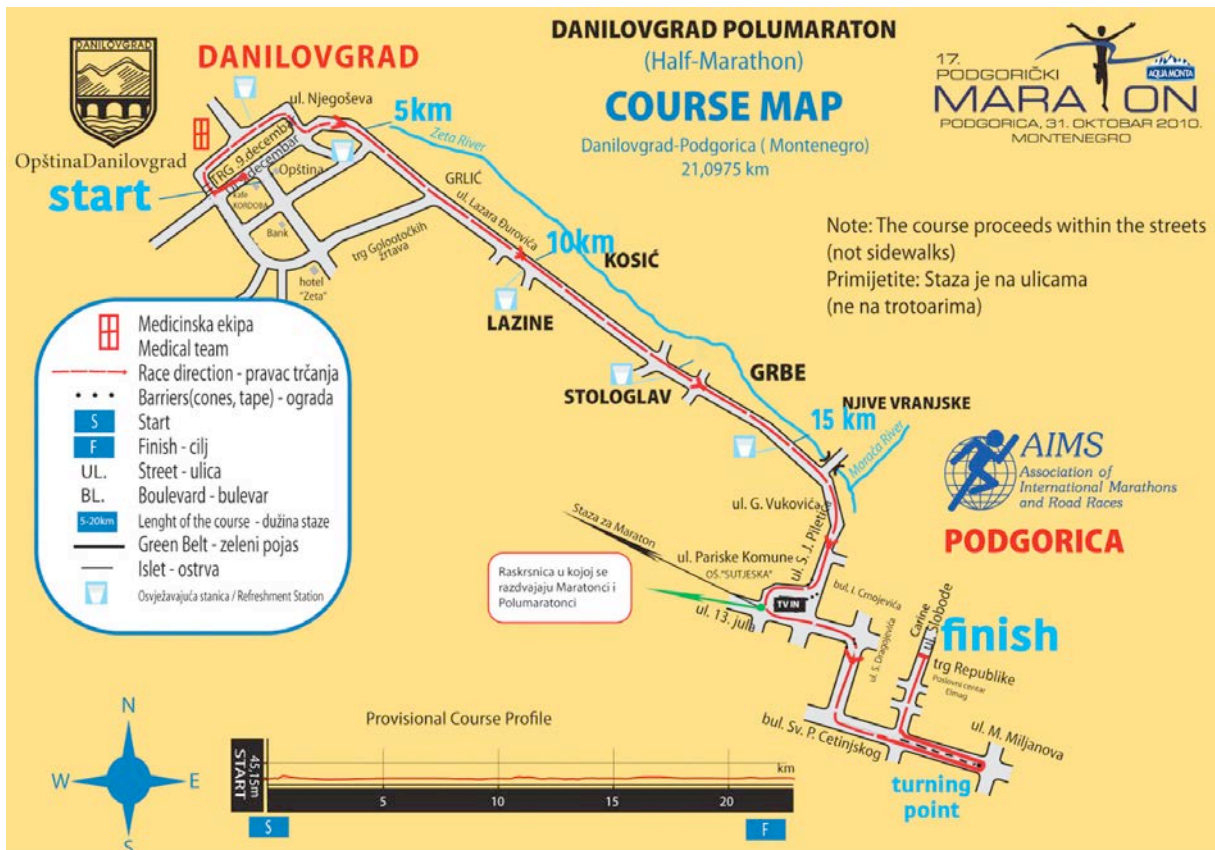 DANILOVGRAD
OpštinaDanilovgrad
DANILOVGRAD
DANILOVGRAD POLUMARATON
(Half-Marathon)
COURSE MAP
Danilovgrad-Podgorica ( Montenegro)
21,0975 km
17.
PODGORIČKI
MARATON
AQUA MONTA
PODGORICA, 31. OKTOBAR 2010.
MONTENEGRO
Note: The course proceeds within the streets
(not sidewalks)
Primijetite: Staza je na ulicama
(ne na trotoarima)
start
ul. Njegoševa
5km
Zeta River
TRG .9.decembar
decembar
Opština
kafe
KORDOBA
Bank
hotel
"Zeta"
trg Golootočkih
žrtava
GRLIĆ
ul. Lazara Đurovića
10km
KOSIĆ
LAZINE
STOLOGLAV
GRBE
15 km
NJIVE VRANJSKE
Marača River
AIMS
Association of
International Marathons
and Road Races
PODGORICA
Medicinska ekipa
Medical team
Race direction - pravac trčanja
Barriers(cones, tape) - ograda
S
Start
F
Finish - cilj
UL.
Street - ulica
BL.
Boulevard - bulevar
5-20km
Lenght of the course - dužina staze
Green Belt - zeleni pojas
Islet - ostrva
Osvježavajuća stanica / Refreshment Station
ul. G. Vukovića
ul. S. J. Piletića
Staza za Maraton
ul. Pariske Komune
OŠ."SUTJESKA"
Raskrsnica u kojoj se
razdvajaju Maratonci i
Polumaratonci
TV IN
ul. 13. jula
bul. I. Crnojevića
ul. S. Dragojevića
Carine
ul. Slobode
finish
trg Republike
Poslovni centar
Elmag
bul. Sv. P. Cetinjskog
ul. M. Miljanova
turning
point
N
W
E
S
Provisional Course Profile
START
45,15m
km
5
10
15
20
S
F